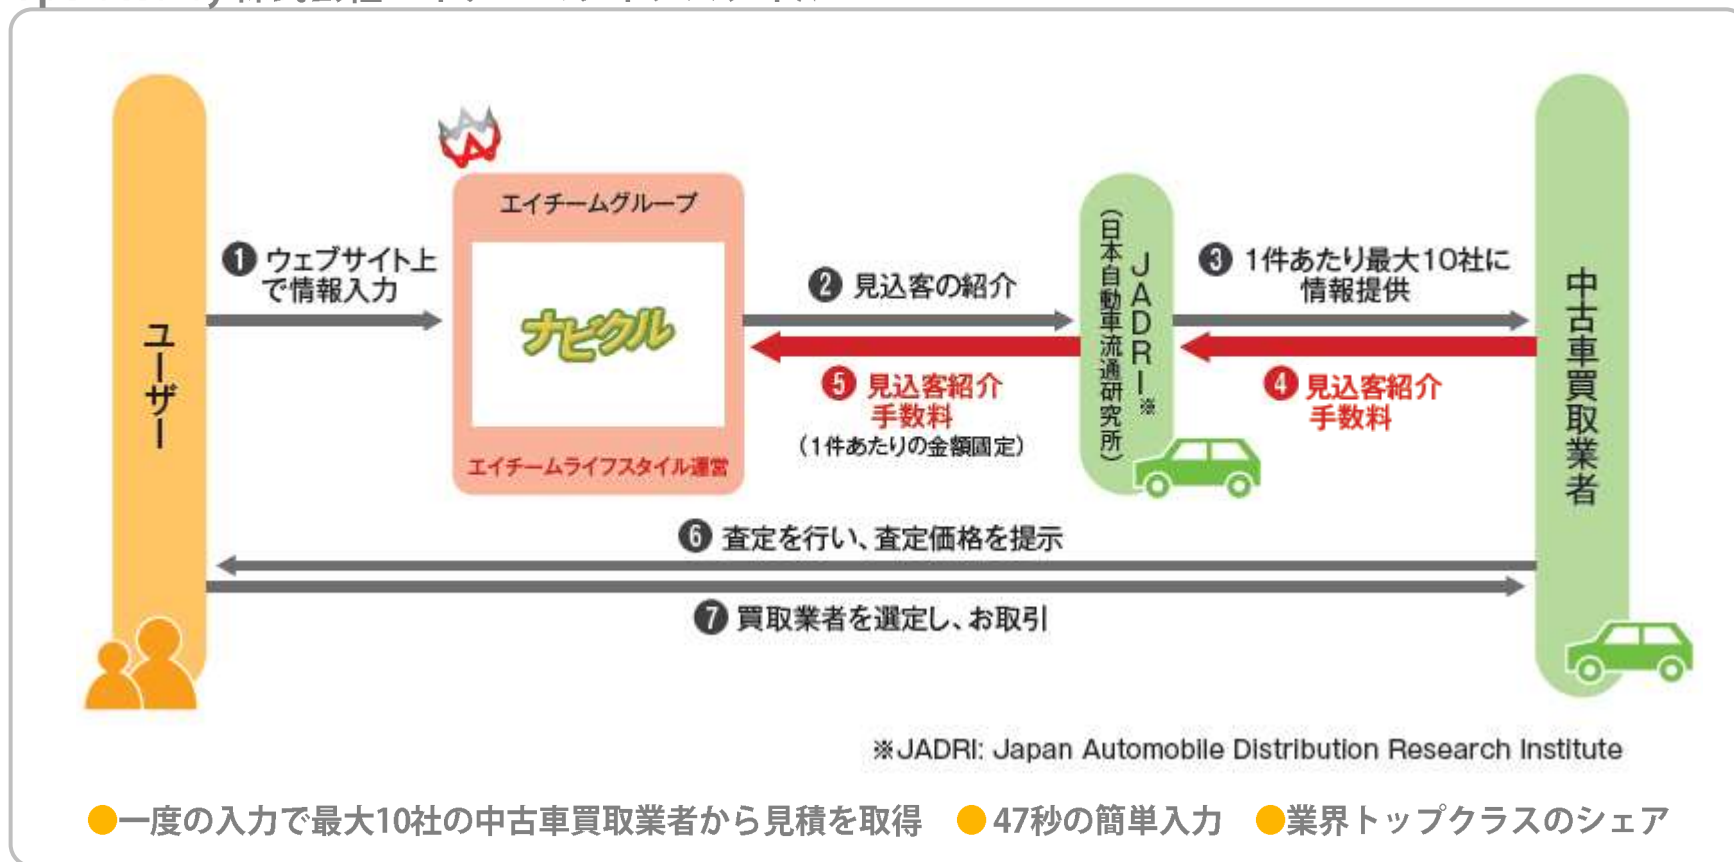 エイチームグループ
❶ウェブサイト上
で情報入力
ナビクル
エイチームライフスタイル運営
❷見込客の紹介
❺見込客紹介
手数料
(1件あたりの金額固定)
JADRI※
(日本自動車流通研究所)
❸1件あたり最大10社に
情報提供
❹見込客紹介
手数料
ユーザー
中古車買取業者
❻査定を行い、査定価格を提示
❼買取業者を選定し、お取引
※JADRI: Japan Automobile Distribution Research Institute
●一度の入力で最大10社の中古車買取業者から見積を取得 ●47秒の簡単入力 ●業界トップクラスのシェア